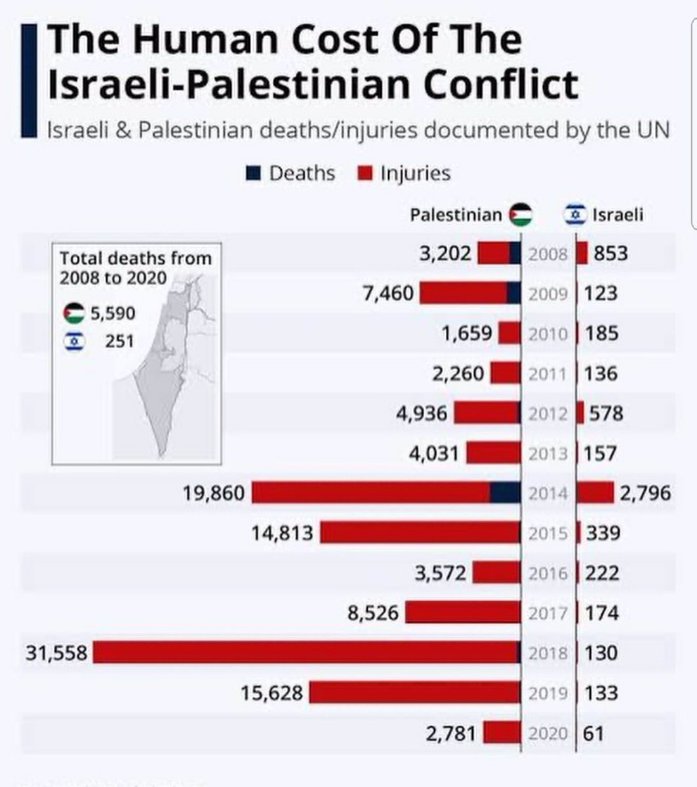 The Human Cost Of The
Israeli-Palestinian Conflict
Israeli & Palestinian deaths/injuries documented by the UN
Deaths Injuries
Palestinian Israeli
Total deaths from
2008 to 2020
5,590
251
3,202 2008 853
7,460 2009 123
1,659 2010 185
2,260 2011 136
4,936 2012 578
4,031 2013 157
19,860 2014 2,796
14,813 2015 339
3,572 2016 222
8,526 2017 174
31,558 2018 130
15,628 2019 133
2,781 2020 61